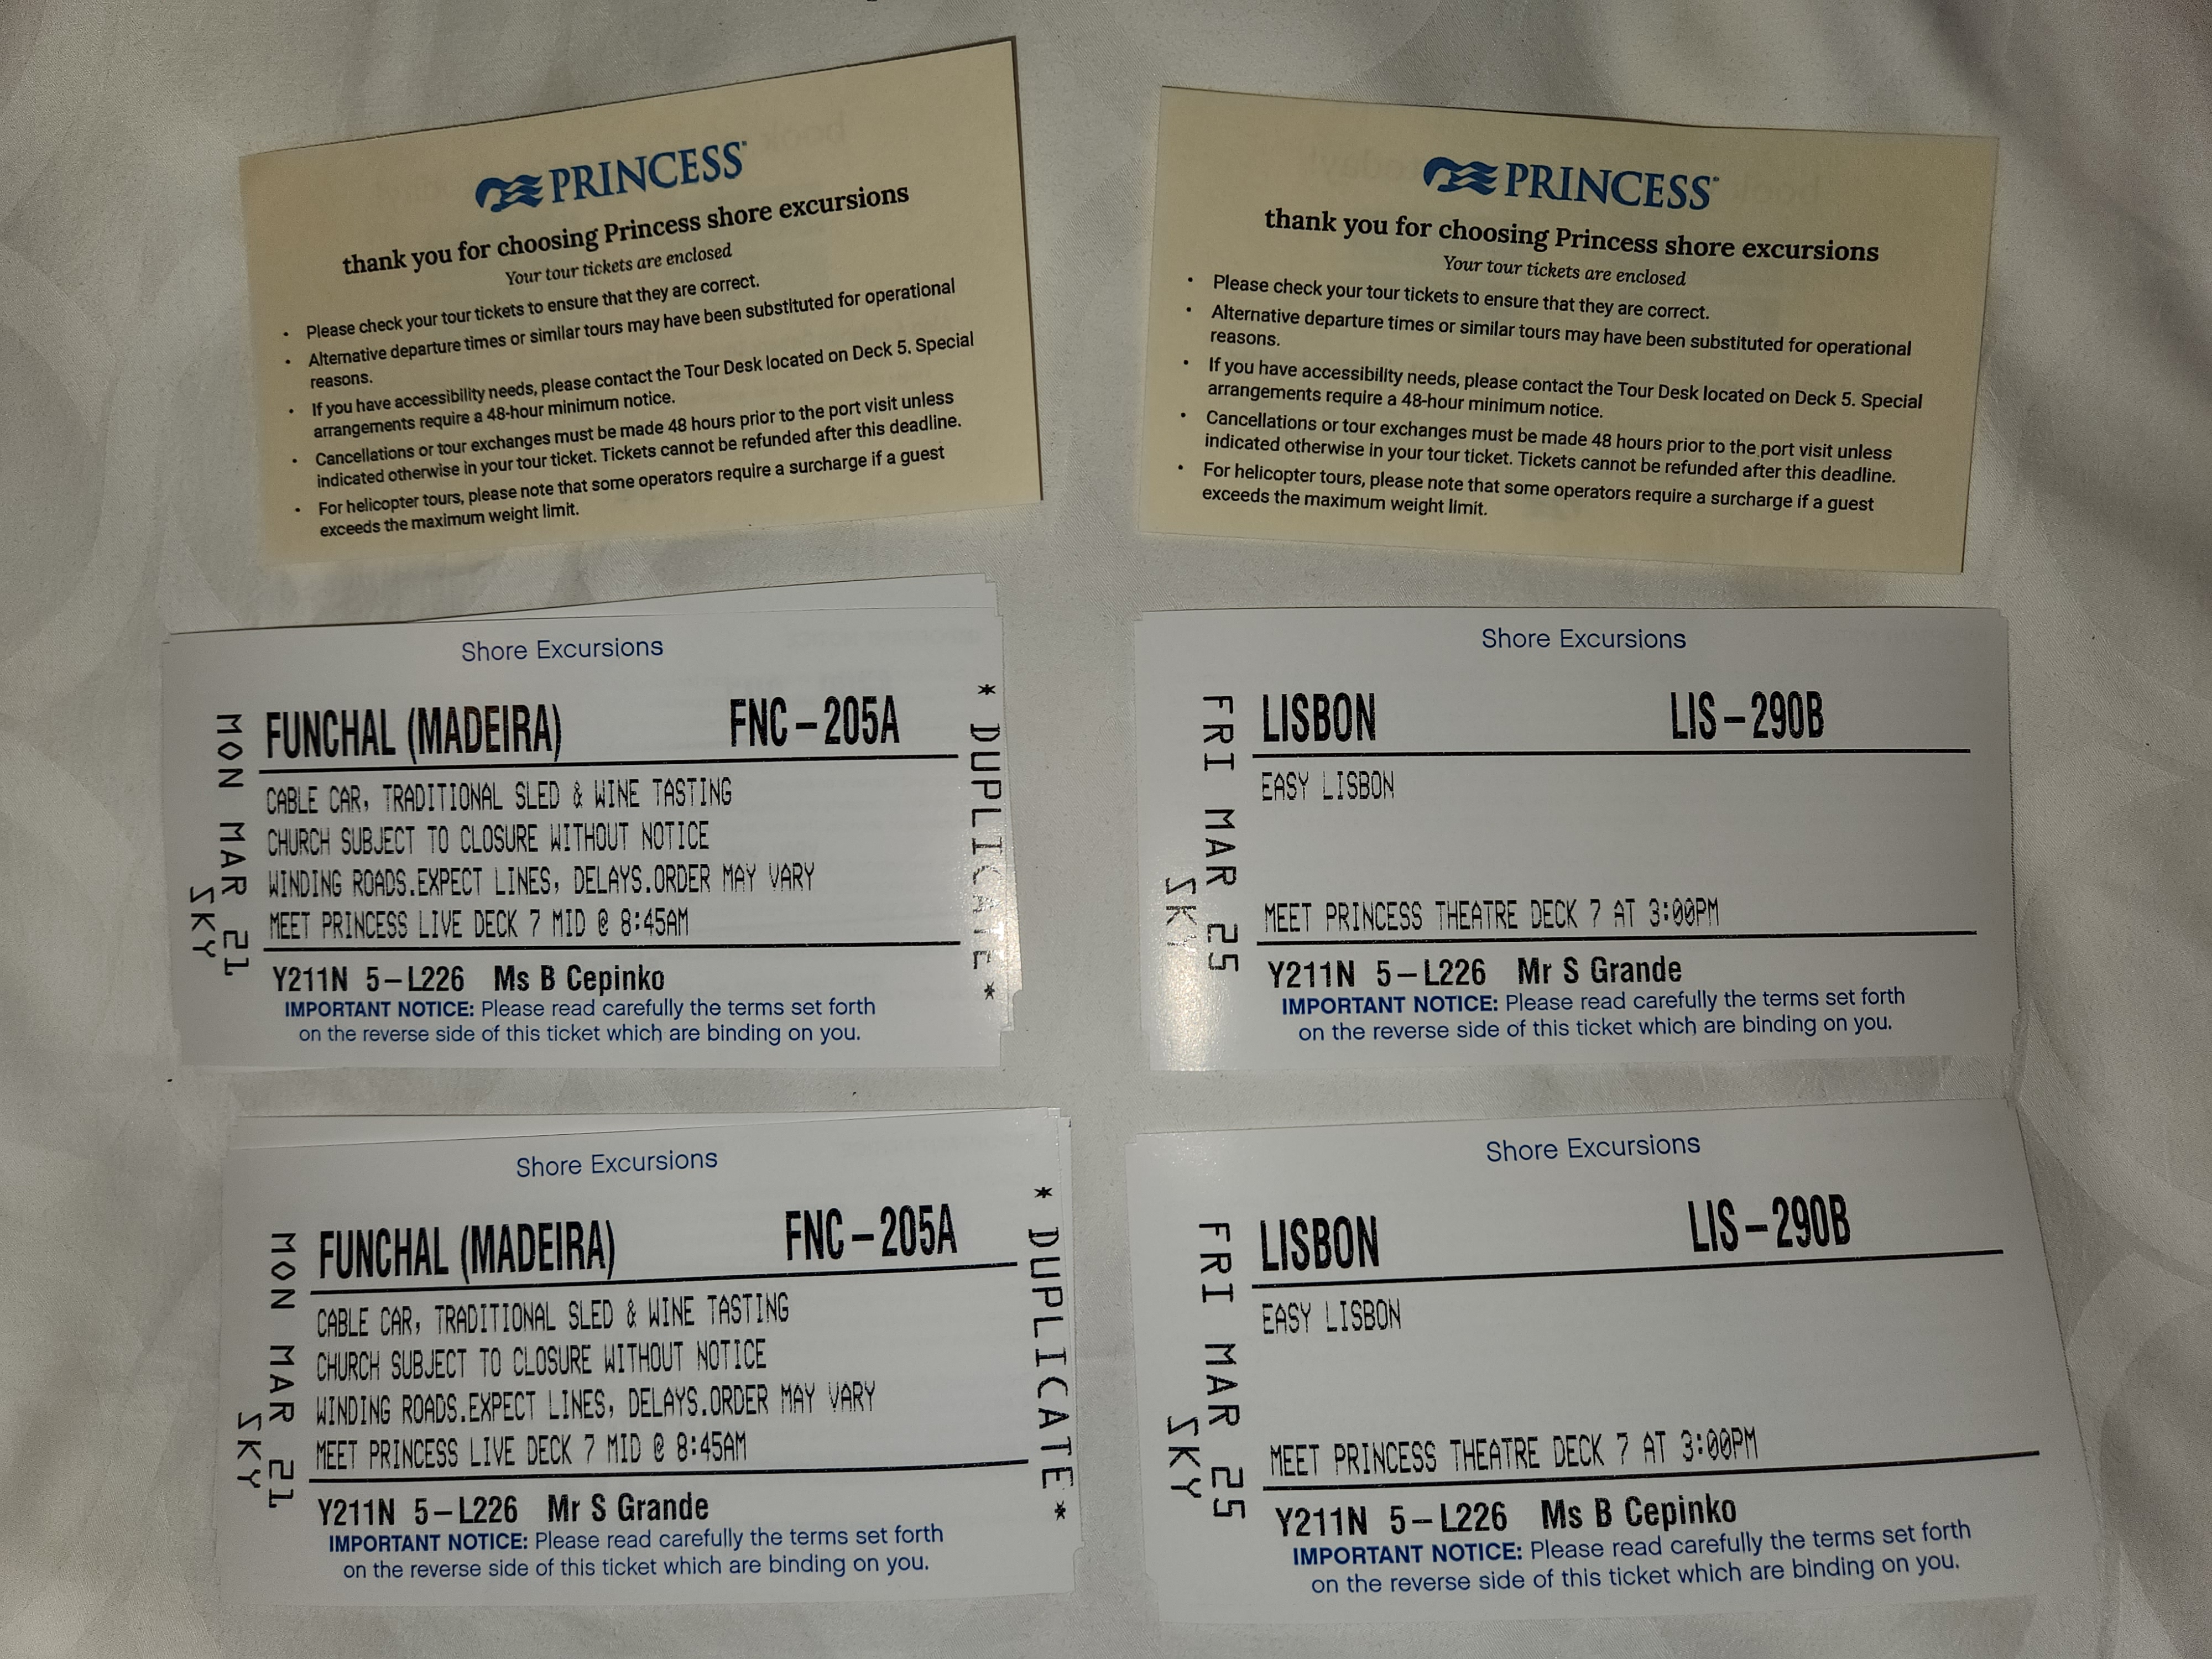 PRINCESS
thank you for choosing Princess shore excursions
Your tour tickets are enclosed
• Please check your tour tickets to ensure that they are correct.
• Alternative departure times or similar tours may have been substituted for operational
reasons.
• If you have accessibility needs, please contact the Tour Desk located on Deck 5. Special
arrangements require a 48-hour minimum notice.
• Cancellations or tour exchanges must be made 48 hours prior to the port visit unless
indicated otherwise in your tour ticket. Tickets cannot be refunded after this deadline.
• For helicopter tours, please note that some operators require a surcharge if a guest
exceeds the maximum weight limit.
PRINCESS
thank you for choosing Princess shore excursions
Your tour tickets are enclosed
• Please check your tour tickets to ensure that they are correct.
• Alternative departure times or similar tours may have been substituted for operational
reasons.
• If you have accessibility needs, please contact the Tour Desk located on Deck 5. Special
arrangements require a 48-hour minimum notice.
• Cancellations or tour exchanges must be made 48 hours prior to the port visit unless
indicated otherwise in your tour ticket. Tickets cannot be refunded after this deadline.
• For helicopter tours, please note that some operators require a surcharge if a guest
exceeds the maximum weight limit.
Shore Excursions
MON MAR 21
SKY
FUNCHAL (MADEIRA) FNC-205A
CABLE CAR, TRADITIONAL SLED & WINE TASTING
CHURCH SUBJECT TO CLOSURE WITHOUT NOTICE
WINDING ROADS.EXPECT LINES, DELAYS.ORDER MAY VARY
MEET PRINCESS LIVE DECK 7 MID @ 8:45AM
Y211N 5-L226 Ms B Cepinko
IMPORTANT NOTICE: Please read carefully the terms set forth
on the reverse side of this ticket which are binding on you.
* DUPLICATE *
Shore Excursions
FRI MAR 25
SKY
LISBON LIS-290B
EASY LISBON
MEET PRINCESS THEATRE DECK 7 AT 3:00PM
Y211N 5-L226 Mr S Grande
IMPORTANT NOTICE: Please read carefully the terms set forth
on the reverse side of this ticket which are binding on you.
Shore Excursions
MON MAR 21
SKY
FUNCHAL (MADEIRA) FNC-205A
CABLE CAR, TRADITIONAL SLED & WINE TASTING
CHURCH SUBJECT TO CLOSURE WITHOUT NOTICE
WINDING ROADS.EXPECT LINES, DELAYS.ORDER MAY VARY
MEET PRINCESS LIVE DECK 7 MID @ 8:45AM
Y211N 5-L226 Mr S Grande
IMPORTANT NOTICE: Please read carefully the terms set forth
on the reverse side of this ticket which are binding on you.
* DUPLICATE *
Shore Excursions
FRI MAR 25
SKY
LISBON LIS-290B
EASY LISBON
MEET PRINCESS THEATRE DECK 7 AT 3:00PM
Y211N 5-L226 Ms B Cepinko
IMPORTANT NOTICE: Please read carefully the terms set forth
on the reverse side of this ticket which are binding on you.